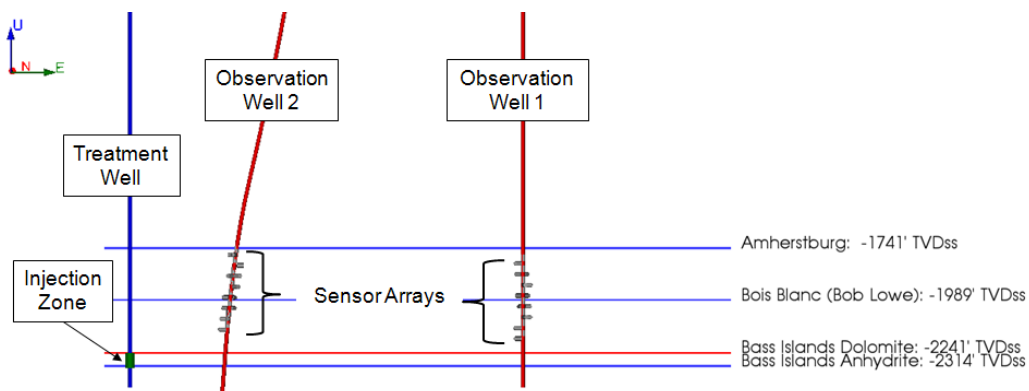 U
N
E
Observation
Well 2
Observation
Well 1
Treatment
Well
Injection
Zone
Sensor Arrays
Amherstburg: -1741' TVDss
Bois Blanc (Bob Lowe): -1989' TVDss
Bass Islands Dolomite: -2241' TVDss
Bass Islands Anhydrite: -2314' TVDss